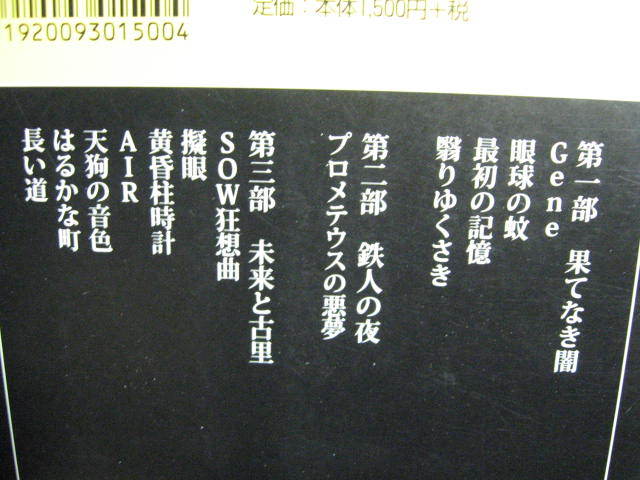 1920093015004
定価：本体1,500円+税
第一部　果てなき闇
Gene
眼球の蚊
最初の記憶
翳りゆくさき
第二部　鉄人の夜
プロメテウスの悪夢
第三部　未来と古里
SOW狂想曲
擬眼
黄昏柱時計
AIR
天狗の音色
はるかな町
長い道